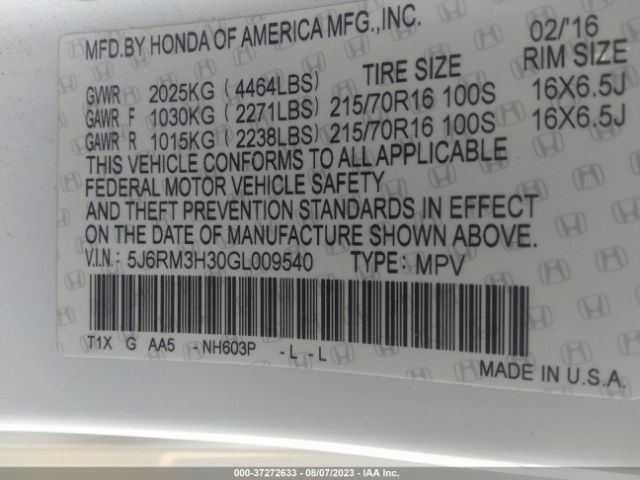 MFD.BY HONDA OF AMERICA MFG.,INC. 02/'16
TIRE SIZE RIM SIZE
GVWR 2025KG (4464LBS)
GAWR F 1030KG (2271LBS) 215/70R16 100S 16X6.5J
GAWR R 1015KG (2238LBS) 215/70R16 100S 16X6.5J
THIS VEHICLE CONFORMS TO ALL APPLICABLE
FEDERAL MOTOR VEHICLE SAFETY
AND THEFT PREVENTION STANDARDS IN EFFECT
ON THE DATE OF MANUFACTURE SHOWN ABOVE.
V.I.N.: 5J6RM3H30GL009540 TYPE: MPV
T1X G AA5 - NH603P - L - L
MADE IN U.S.A.
000-37272633 - 08/07/2023 - IAA Inc.